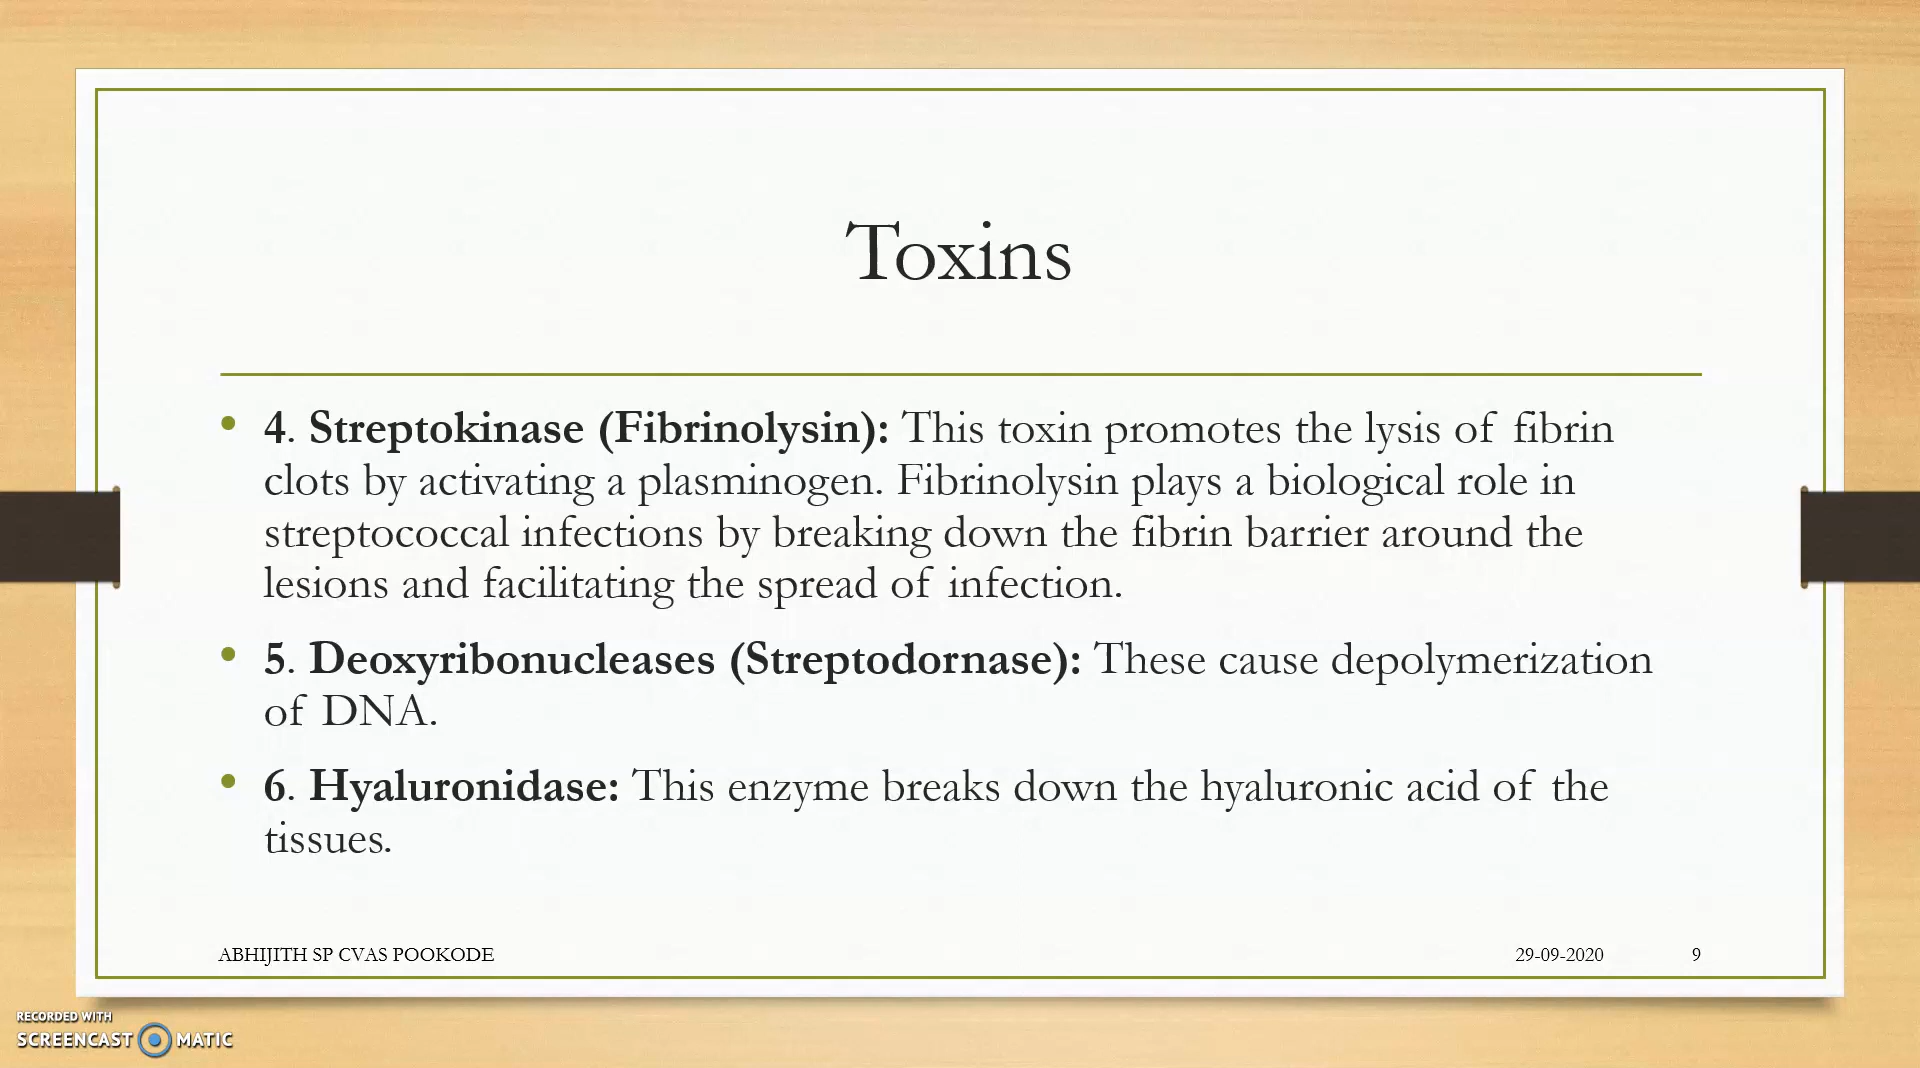 Toxins
• 4. Streptokinase (Fibrinolysin): This toxin promotes the lysis of fibrin
clots by activating a plasminogen. Fibrinolysin plays a biological role in
streptococcal infections by breaking down the fibrin barrier around the
lesions and facilitating the spread of infection.
• 5. Deoxyribonucleases (Streptodornase): These cause depolymerization
of DNA.
• 6. Hyaluronidase: This enzyme breaks down the hyaluronic acid of the
tissues.
ABHIJITH SP CVAS POOKODE 29-09-2020 9
RECORDED WITH
SCREENCAST MATIC